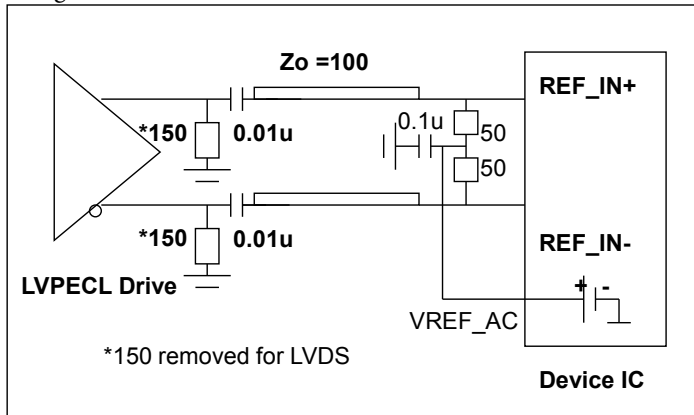 Zo =100
REF_IN+
*150
0.01u
0.1u
50
50
*150
0.01u
REF_IN-
LVPECL Drive
+
-
VREF_AC
*150 removed for LVDS
Device IC